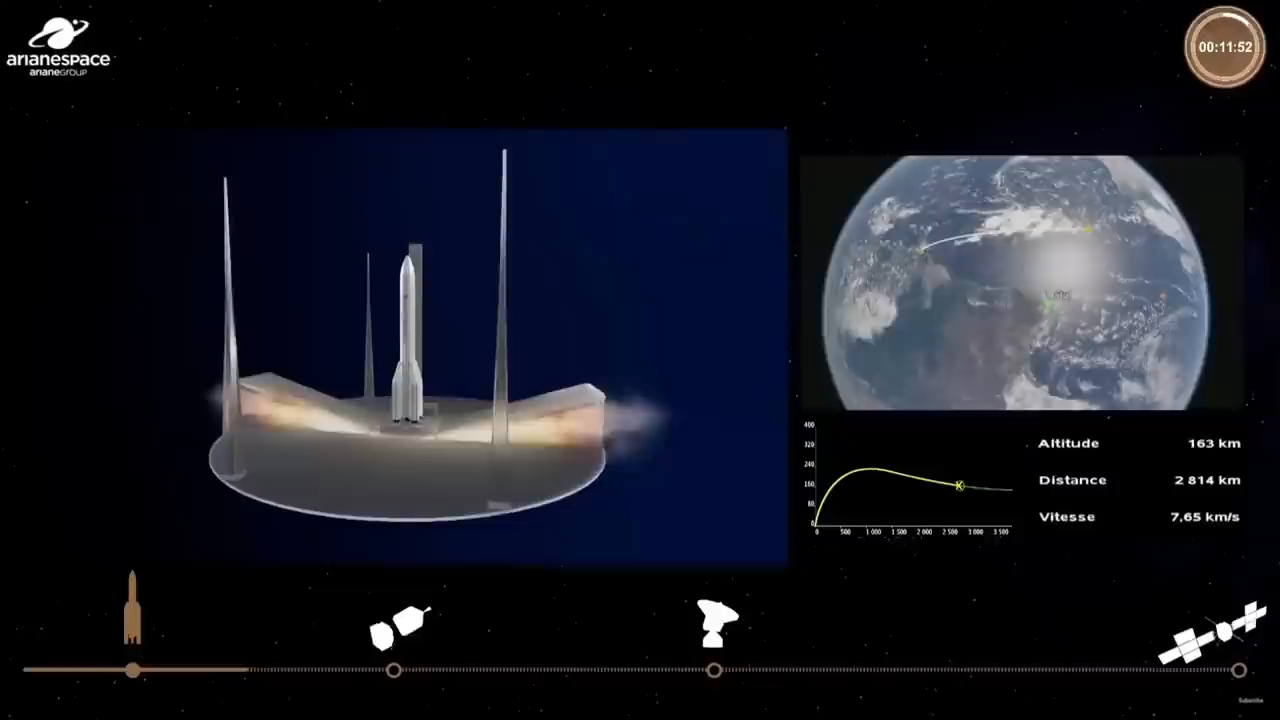 arianespace
arianeGROUP
00:11:52
Altitude 163 km
Distance 2 814 km
Vitesse 7,65 km/s
400
320
240
160
80
0
0 500 1 000 1 500 2 000 2 500 3 000 3 500
Subscribe